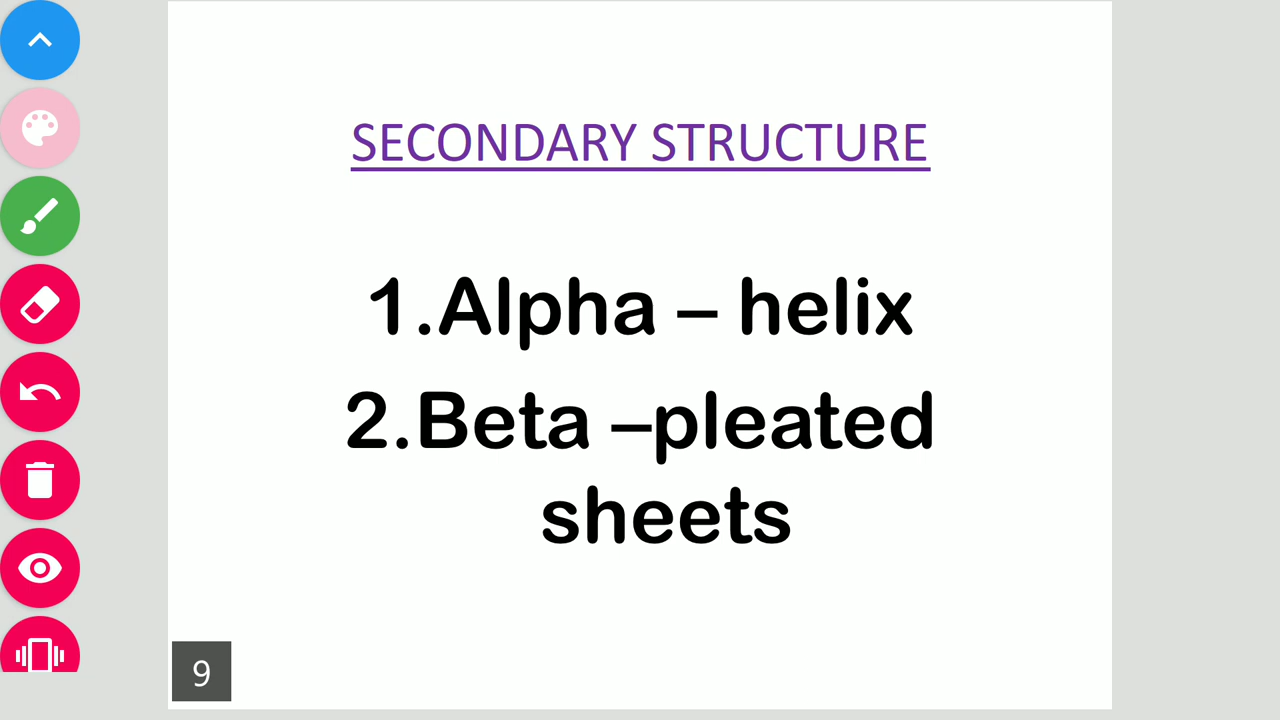 SECONDARY STRUCTURE
1.Alpha – helix
2.Beta –pleated
sheets
9